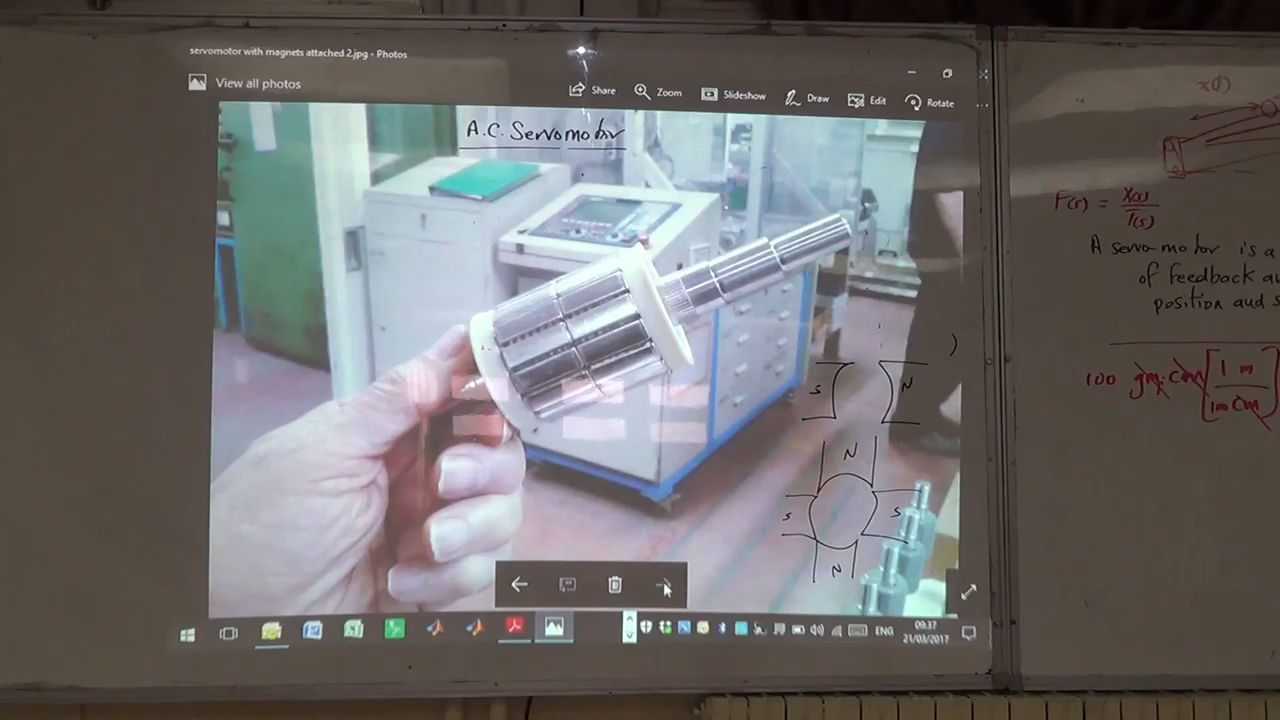 servomotor with magnets attached 2.jpg - Photos
View all photos
Share Zoom Slideshow Draw Edit Rotate
A.C. Servomotor
S N
N
S S
N
ENG
09:37
21/03/2017
x(t)
F(s) = X(s)/T(s)
A servo motor is a
of feedback
position and s
100 gm.cm [1 m / 100 cm]